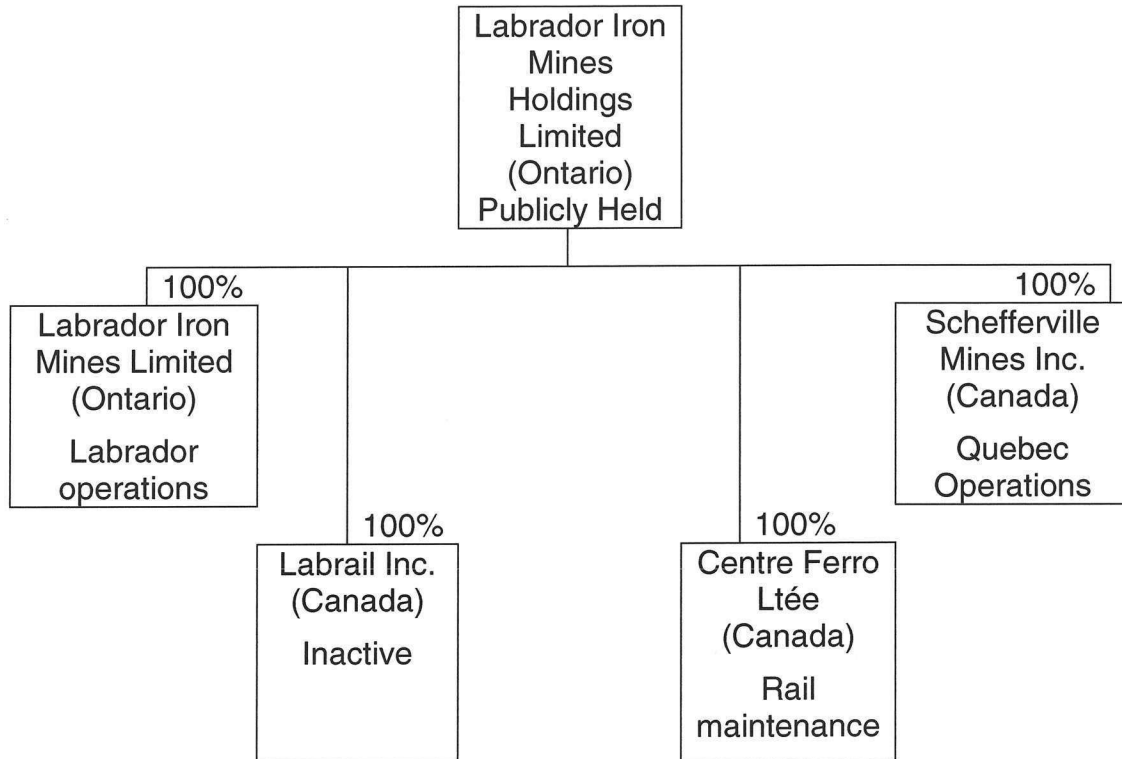 Labrador Iron
Mines
Holdings
Limited
(Ontario)
Publicly Held
100%
Labrador Iron
Mines Limited
(Ontario)
Labrador
operations
100%
Labrail Inc.
(Canada)
Inactive
100%
Centre Ferro
Ltée
(Canada)
Rail
maintenance
100%
Schefferville
Mines Inc.
(Canada)
Quebec
Operations